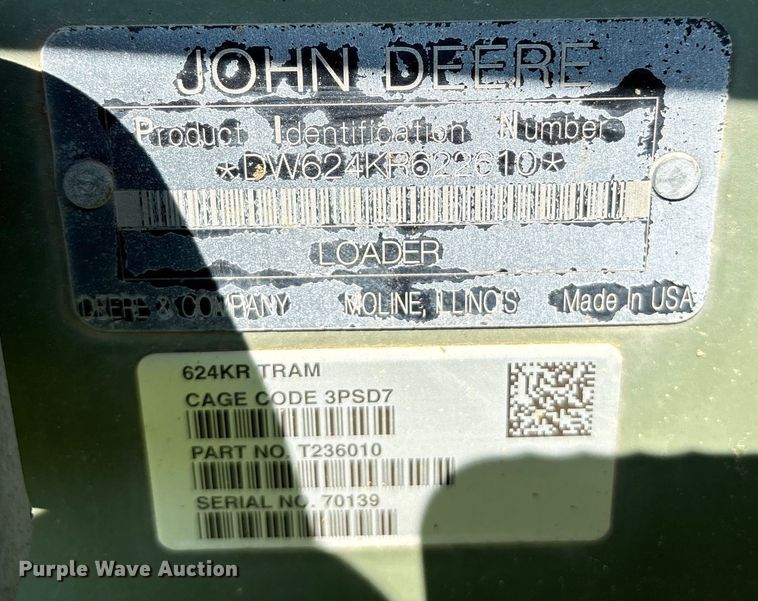 JOHN DEERE
Product Identification Number
*DW624KR622610*
LOADER
DEERE & COMPANY MOLINE, ILLINOIS Made In USA
624KR TRAM
CAGE CODE 3PSD7
PART NO. T236010
SERIAL NO. 70139
Purple Wave Auction